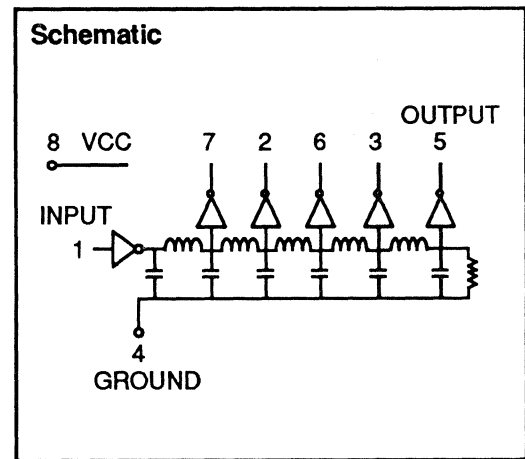 Schematic
OUTPUT
8 VCC 7 2 6 3 5
INPUT
1
4
GROUND